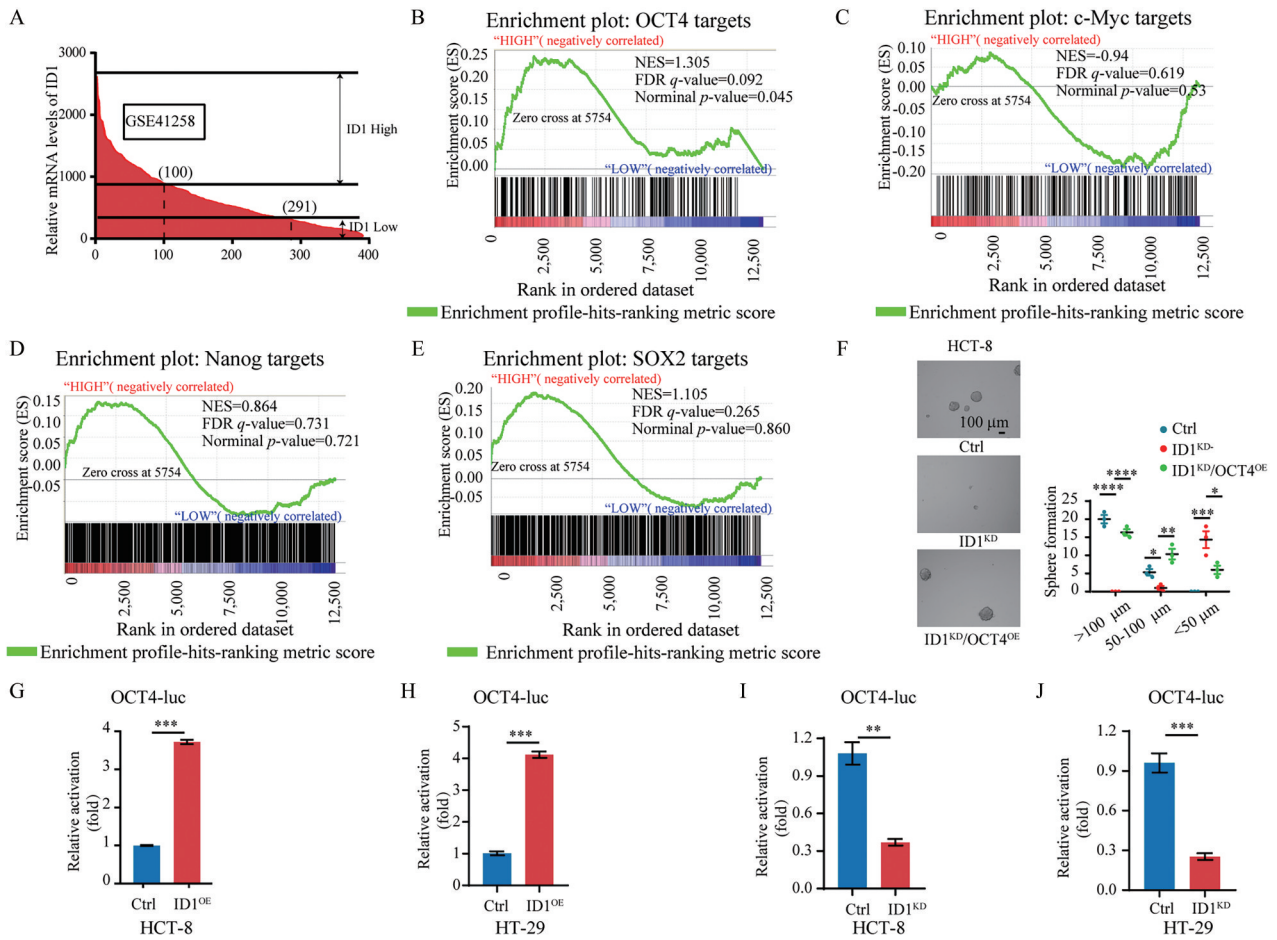 A
Relative mRNA levels of ID1
3000
2000
1000
0
GSE41258
(100)
(291)
ID1 High
ID1 Low
0
100
200
300
400
B
Enrichment plot: OCT4 targets
“HIGH”( negatively correlated)
NES=1.305
FDR q-value=0.092
Norminal p-value=0.045
Enrichment score (ES)
0.25
0.20
0.15
0.10
0.05
0.00
Zero cross at 5754
“LOW”( negatively correlated)
0
2,500
5,000
7,500
10,000
12,500
Rank in ordered dataset
Enrichment profile-hits-ranking metric score
C
Enrichment plot: c-Myc targets
“HIGH”( negatively correlated)
NES=-0.94
FDR q-value=0.619
Norminal p-value=0.53
Enrichment score (ES)
0.10
0.05
0.00
-0.05
-0.10
-0.15
-0.20
Zero cross at 5754
“LOW”( negatively correlated)
0
2,500
5,000
7,500
10,000
12,500
Rank in ordered dataset
Enrichment profile-hits-ranking metric score
D
Enrichment plot: Nanog targets
“HIGH”( negatively correlated)
NES=0.864
FDR q-value=0.731
Norminal p-value=0.721
Enrichment score (ES)
0.15
0.10
0.05
0.00
-0.05
Zero cross at 5754
“LOW”( negatively correlated)
0
2,500
5,000
7,500
10,000
12,500
Rank in ordered dataset
Enrichment profile-hits-ranking metric score
E
Enrichment plot: SOX2 targets
“HIGH”( negatively correlated)
NES=1.105
FDR q-value=0.265
Norminal p-value=0.860
Enrichment score (ES)
0.20
0.15
0.10
0.05
0.00
-0.05
Zero cross at 5754
“LOW”( negatively correlated)
0
2,500
5,000
7,500
10,000
12,500
Rank in ordered dataset
Enrichment profile-hits-ranking metric score
F
HCT-8
100 μm
Ctrl
ID1KD
ID1KD/OCT4OE
Ctrl
ID1KD-
ID1KD/OCT4OE
Sphere formation
25
20
15
10
5
0
**** ****
* **
*** *
>100 μm
50-100 μm
<50 μm
G
OCT4-luc
***
Relative activation
(fold)
4
3
2
1
0
Ctrl
ID1OE
HCT-8
H
OCT4-luc
***
Relative activation
(fold)
5
4
3
2
1
0
Ctrl
ID1OE
HT-29
I
OCT4-luc
**
Relative activation
(fold)
1.2
0.9
0.6
0.3
0.0
Ctrl
ID1KD
HCT-8
J
OCT4-luc
***
Relative activation
(fold)
1.2
0.9
0.6
0.3
0.0
Ctrl
ID1KD
HT-29